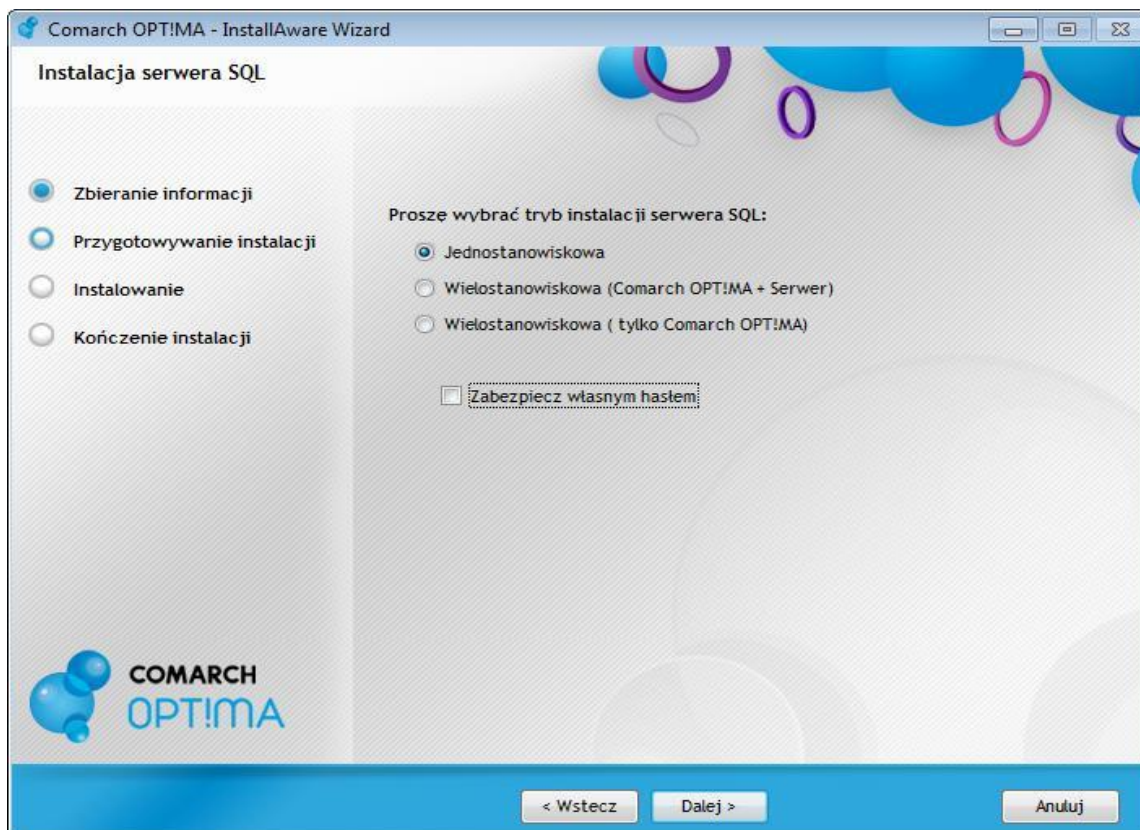 Comarch OPT!MA - InstallAware Wizard
Instalacja serwera SQL
Zbieranie informacji
Przygotowywanie instalacji
Instalowanie
Kończenie instalacji
Proszę wybrać tryb instalacji serwera SQL:
Jednostanowiskowa
Wielostanowiskowa (Comarch OPT!MA + Serwer)
Wielostanowiskowa ( tylko Comarch OPT!MA)
Zabezpiecz własnym hasłem
COMARCH
OPT!MA
< Wstecz
Dalej >
Anuluj